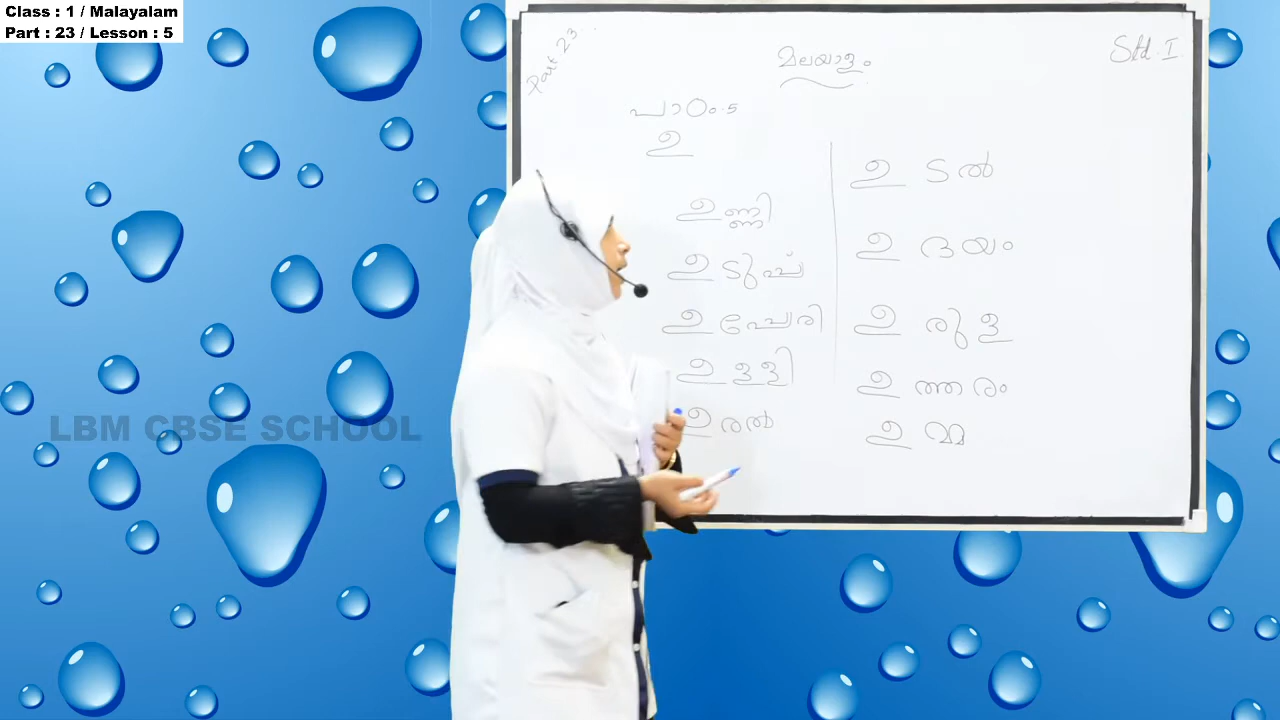 Class : 1 / Malayalam
Part : 23 / Lesson : 5
Part 23
മലയാളം
Std. I
പാഠം-5
ഉ
ഉണ്ണി
ഉടുപ്പ്
ഉപ്പേരി
ഉള്ളി
ഉരൽ
ഉടൽ
ഉദയം
ഉരുള
ഉത്തരം
ഉമ്മ
LBM CBSE SCHOOL